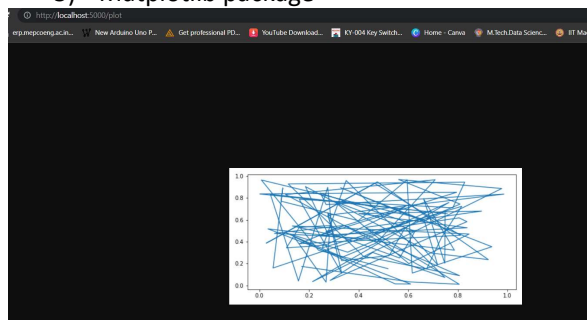 matplotlib package
http://localhost:5000/plot
erp.mepcoeng.ac.in... New Arduino Uno P... Get professional PD... YouTube Download... KY-004 Key Switch... Home - Canva M.Tech.Data Scienc... IIT Ma
1.0
0.8
0.6
0.4
0.2
0.0
0.0 0.2 0.4 0.6 0.8 1.0